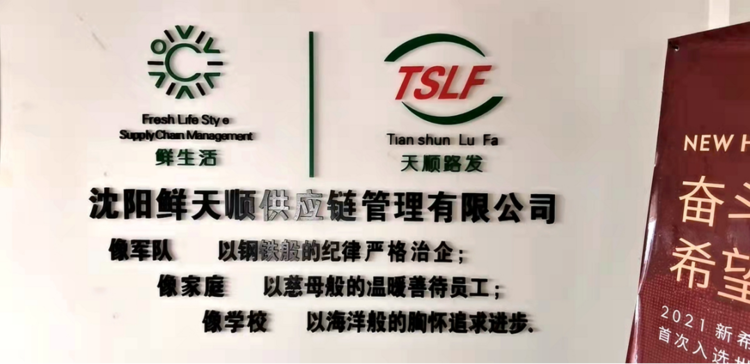 Fresh Life Sty e
Supply Chain Management
鲜生活
TSLF
Tian shun Lu Fa
天顺路发
沈阳鲜天顺供应链管理有限公司
像军队 以钢铁般的纪律严格治企；
像家庭 以慈母般的温暖善待员工；
像学校 以海洋般的胸怀追求进步.
NEW H
奋斗
希望
2021 新希
首次入选